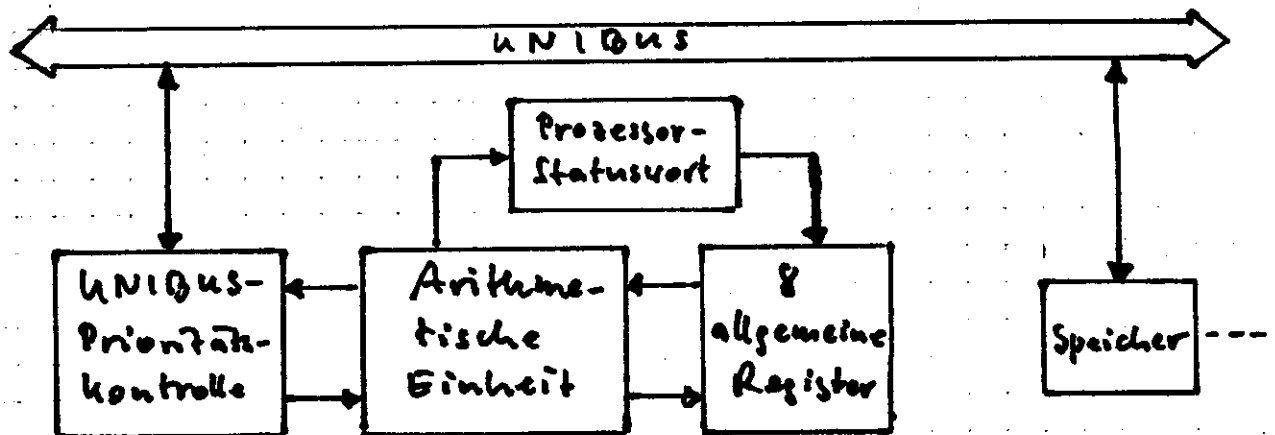 UNIBUS
Prozessor-
Statuswort
UNIBUS-
Prioritäts-
kontrolle
Arithme-
tische
Einheit
8
allgemeine
Register
Speicher